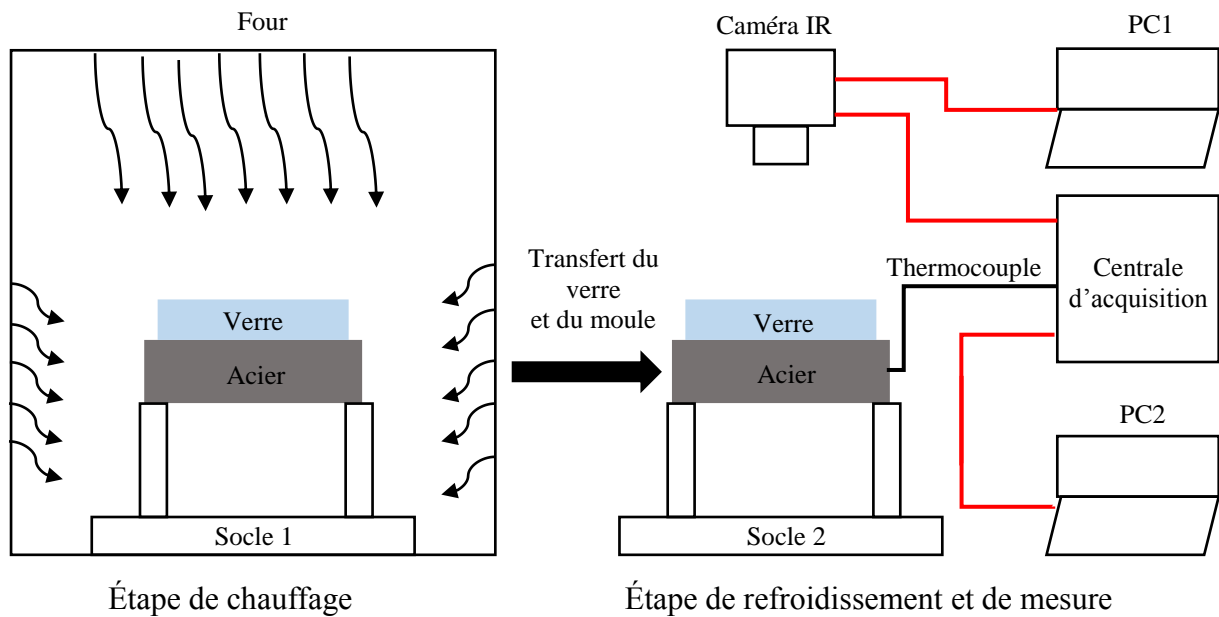 Four
Verre
Acier
Socle 1
Étape de chauffage
Transfert du
verre
et du moule
Caméra IR
PC1
Thermocouple
Centrale
d’acquisition
Verre
Acier
PC2
Socle 2
Étape de refroidissement et de mesure